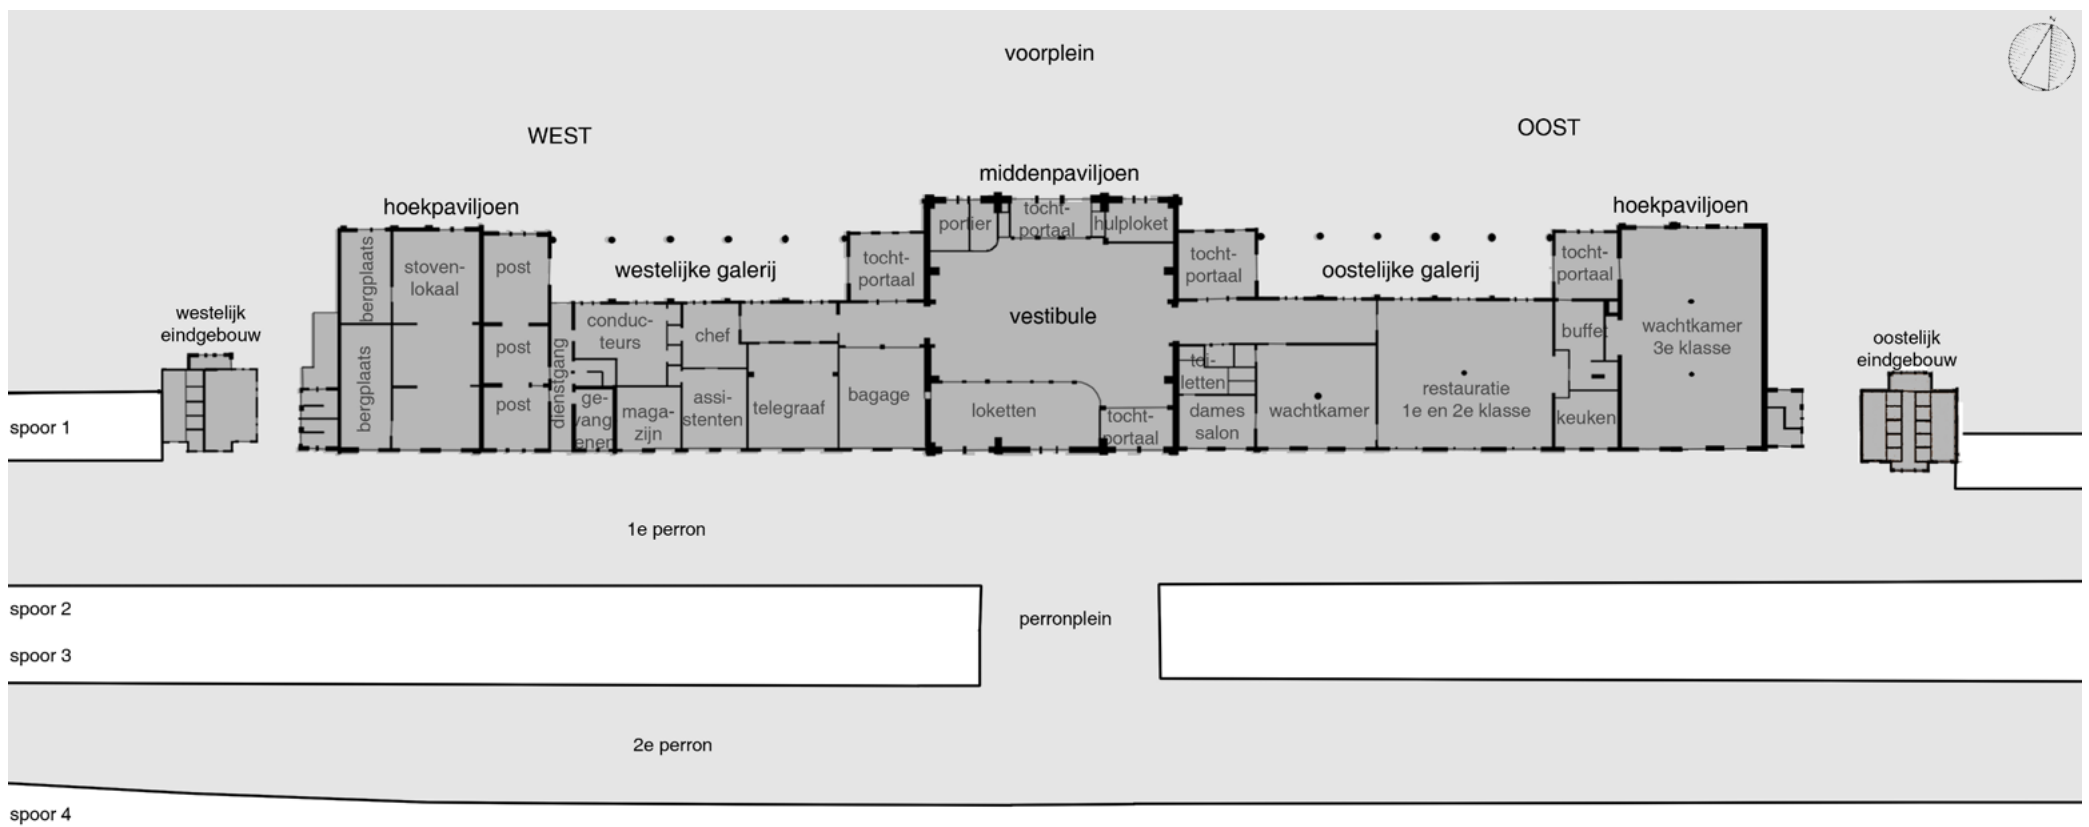 N
voorplein
WEST
OOST
middenpaviljoen
hoekpaviljoen
hoekpaviljoen
portier
tocht-
portaal
hulploket
bergplaats
stoven-
lokaal
post
westelijke galerij
tocht-
portaal
tocht-
portaal
oostelijke galerij
tocht-
portaal
westelijk
eindgebouw
conduc-
teurs
chef
vestibule
buffet
wachtkamer
3e klasse
oostelijk
eindgebouw
post
bergplaats
dienstgang
toi-
letten
post
ge-
vang
enen
maga-
zijn
assi-
stenten
telegraaf
bagage
loketten
tocht-
portaal
dames
salon
wachtkamer
restauratie
1e en 2e klasse
keuken
spoor 1
1e perron
spoor 2
perronplein
spoor 3
2e perron
spoor 4